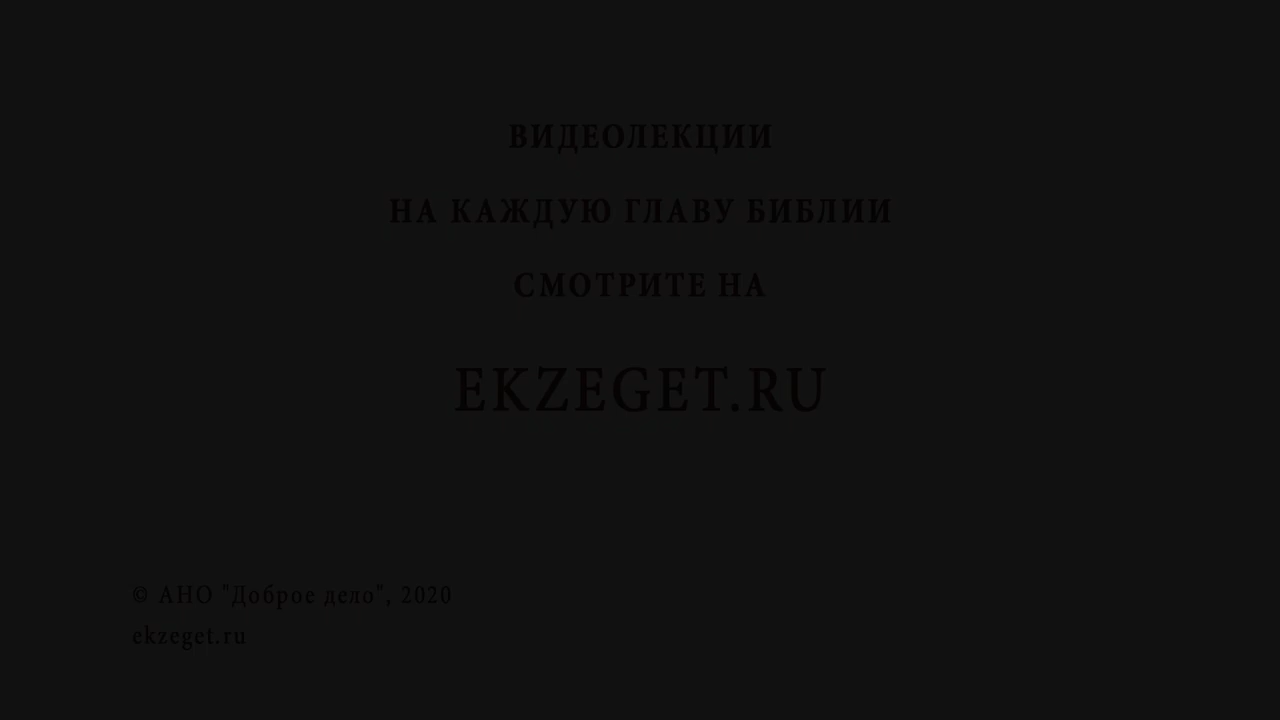 ВИДЕОЛЕКЦИИ
НА КАЖДУЮ ГЛАВУ БИБЛИИ
СМОТРИТЕ НА
EKZEGET.RU
© АНО "Доброе дело", 2020
ekzeget.ru